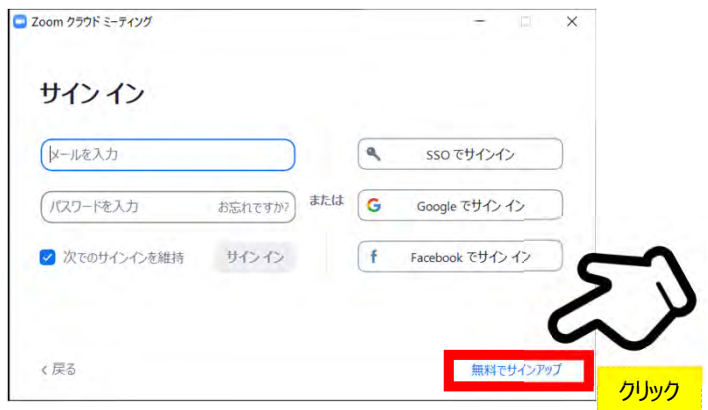 Zoom クラウド ミーティング
サイン イン
メールを入力
パスワードを入力 お忘れですか?
次でのサインインを維持 サイン イン
または
SSO でサインイン
Google でサイン イン
Facebook でサイン イン
戻る
無料でサインアップ
クリック